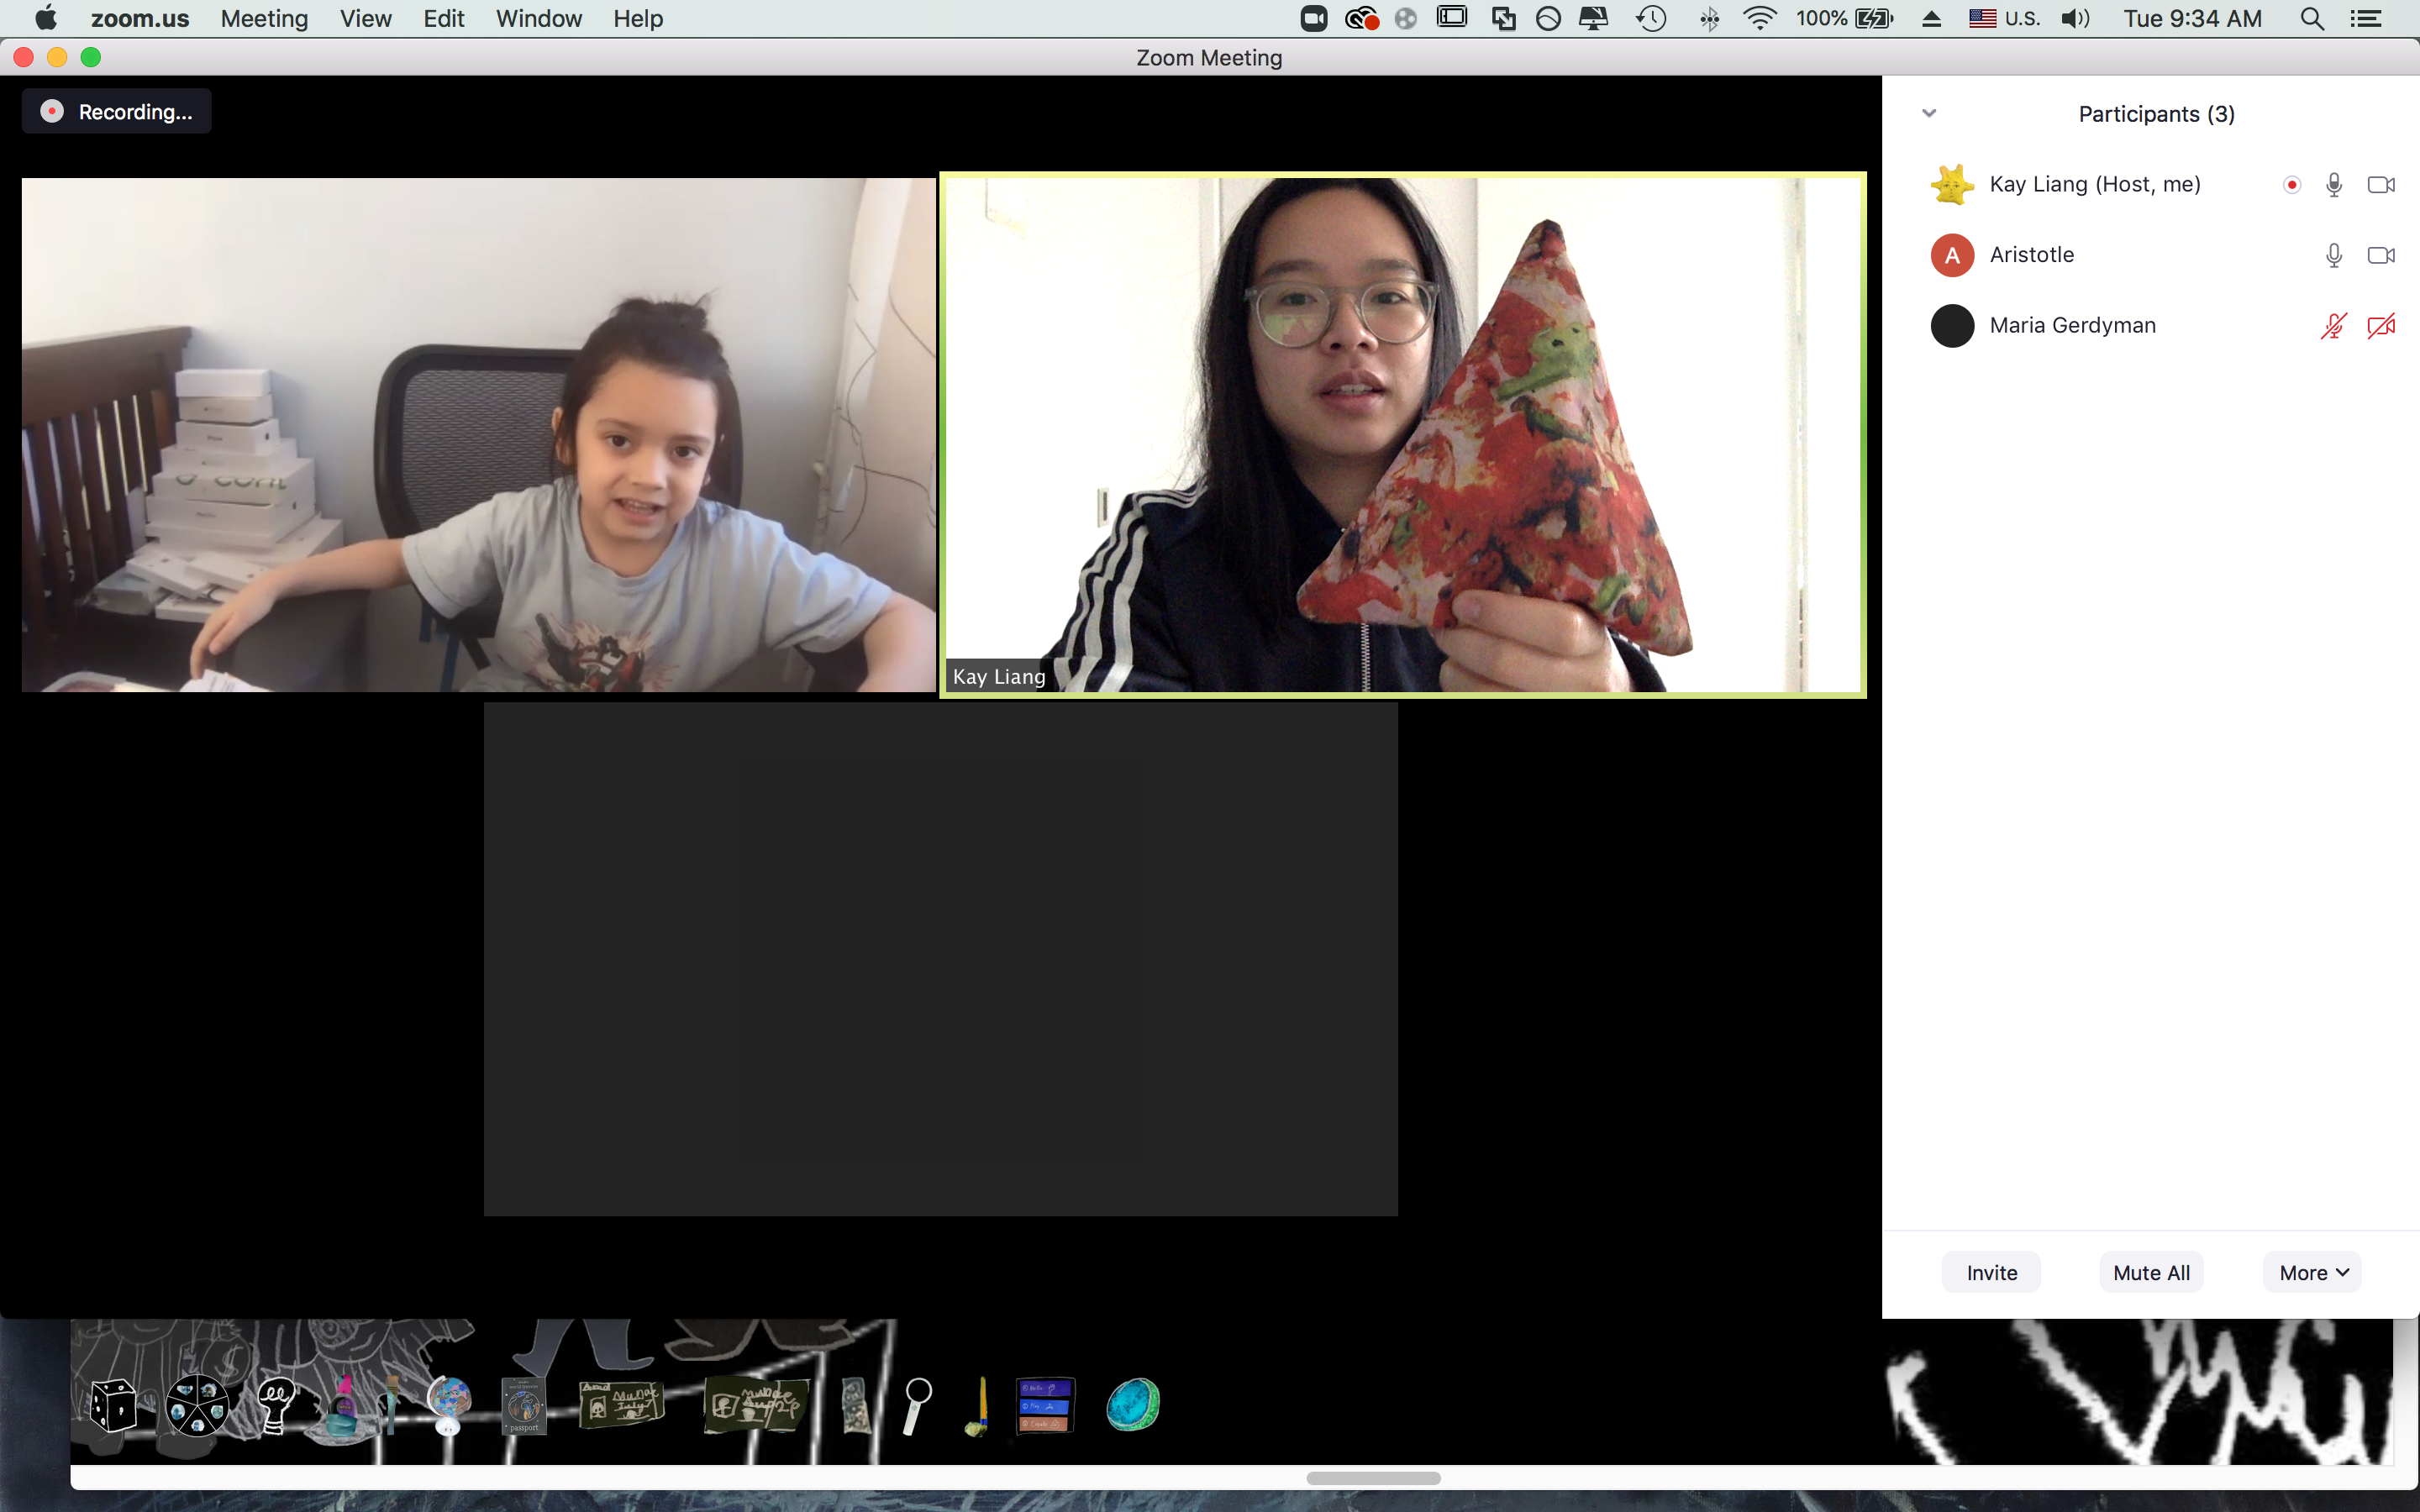 zoom.us Meeting View Edit Window Help 100% U.S. Tue 9:34 AM
Zoom Meeting
Recording...
Participants (3)
Kay Liang (Host, me)
A Aristotle
Maria Gerdyman
Kay Liang
Invite Mute All More
passport